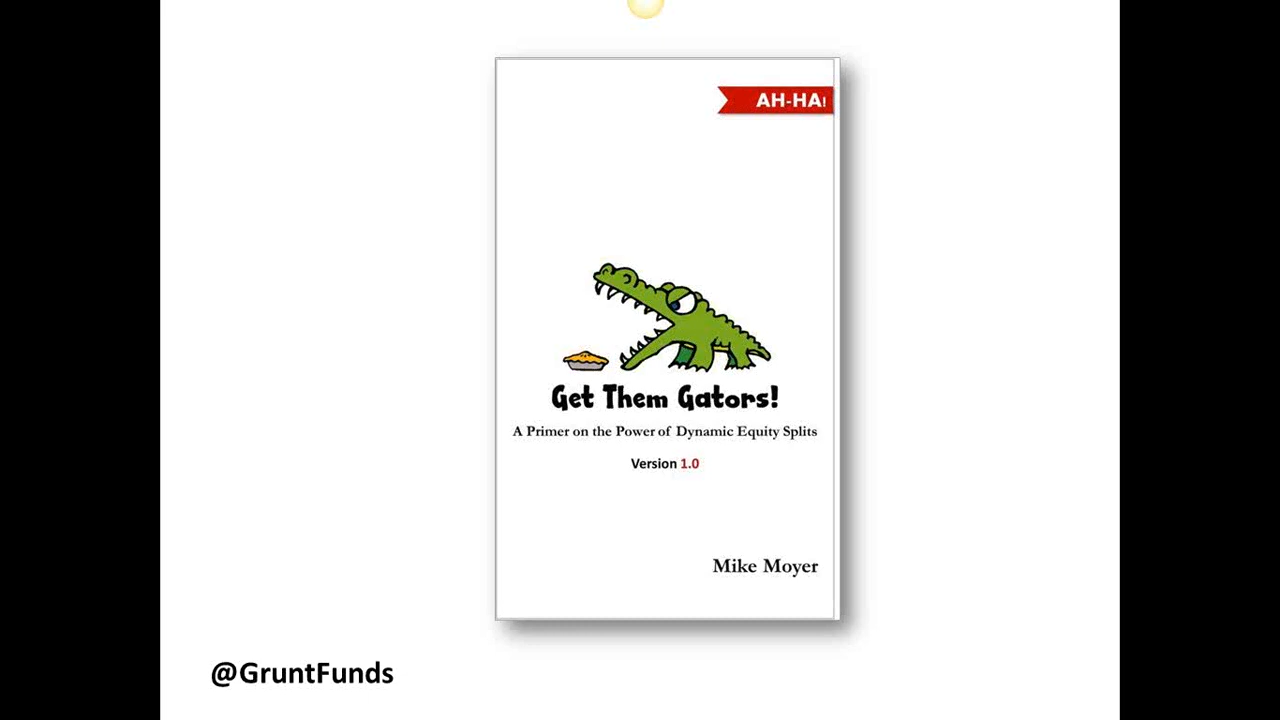 AH-HA!
Get Them Gators!
A Primer on the Power of Dynamic Equity Splits
Version 1.0
Mike Moyer
@GruntFunds